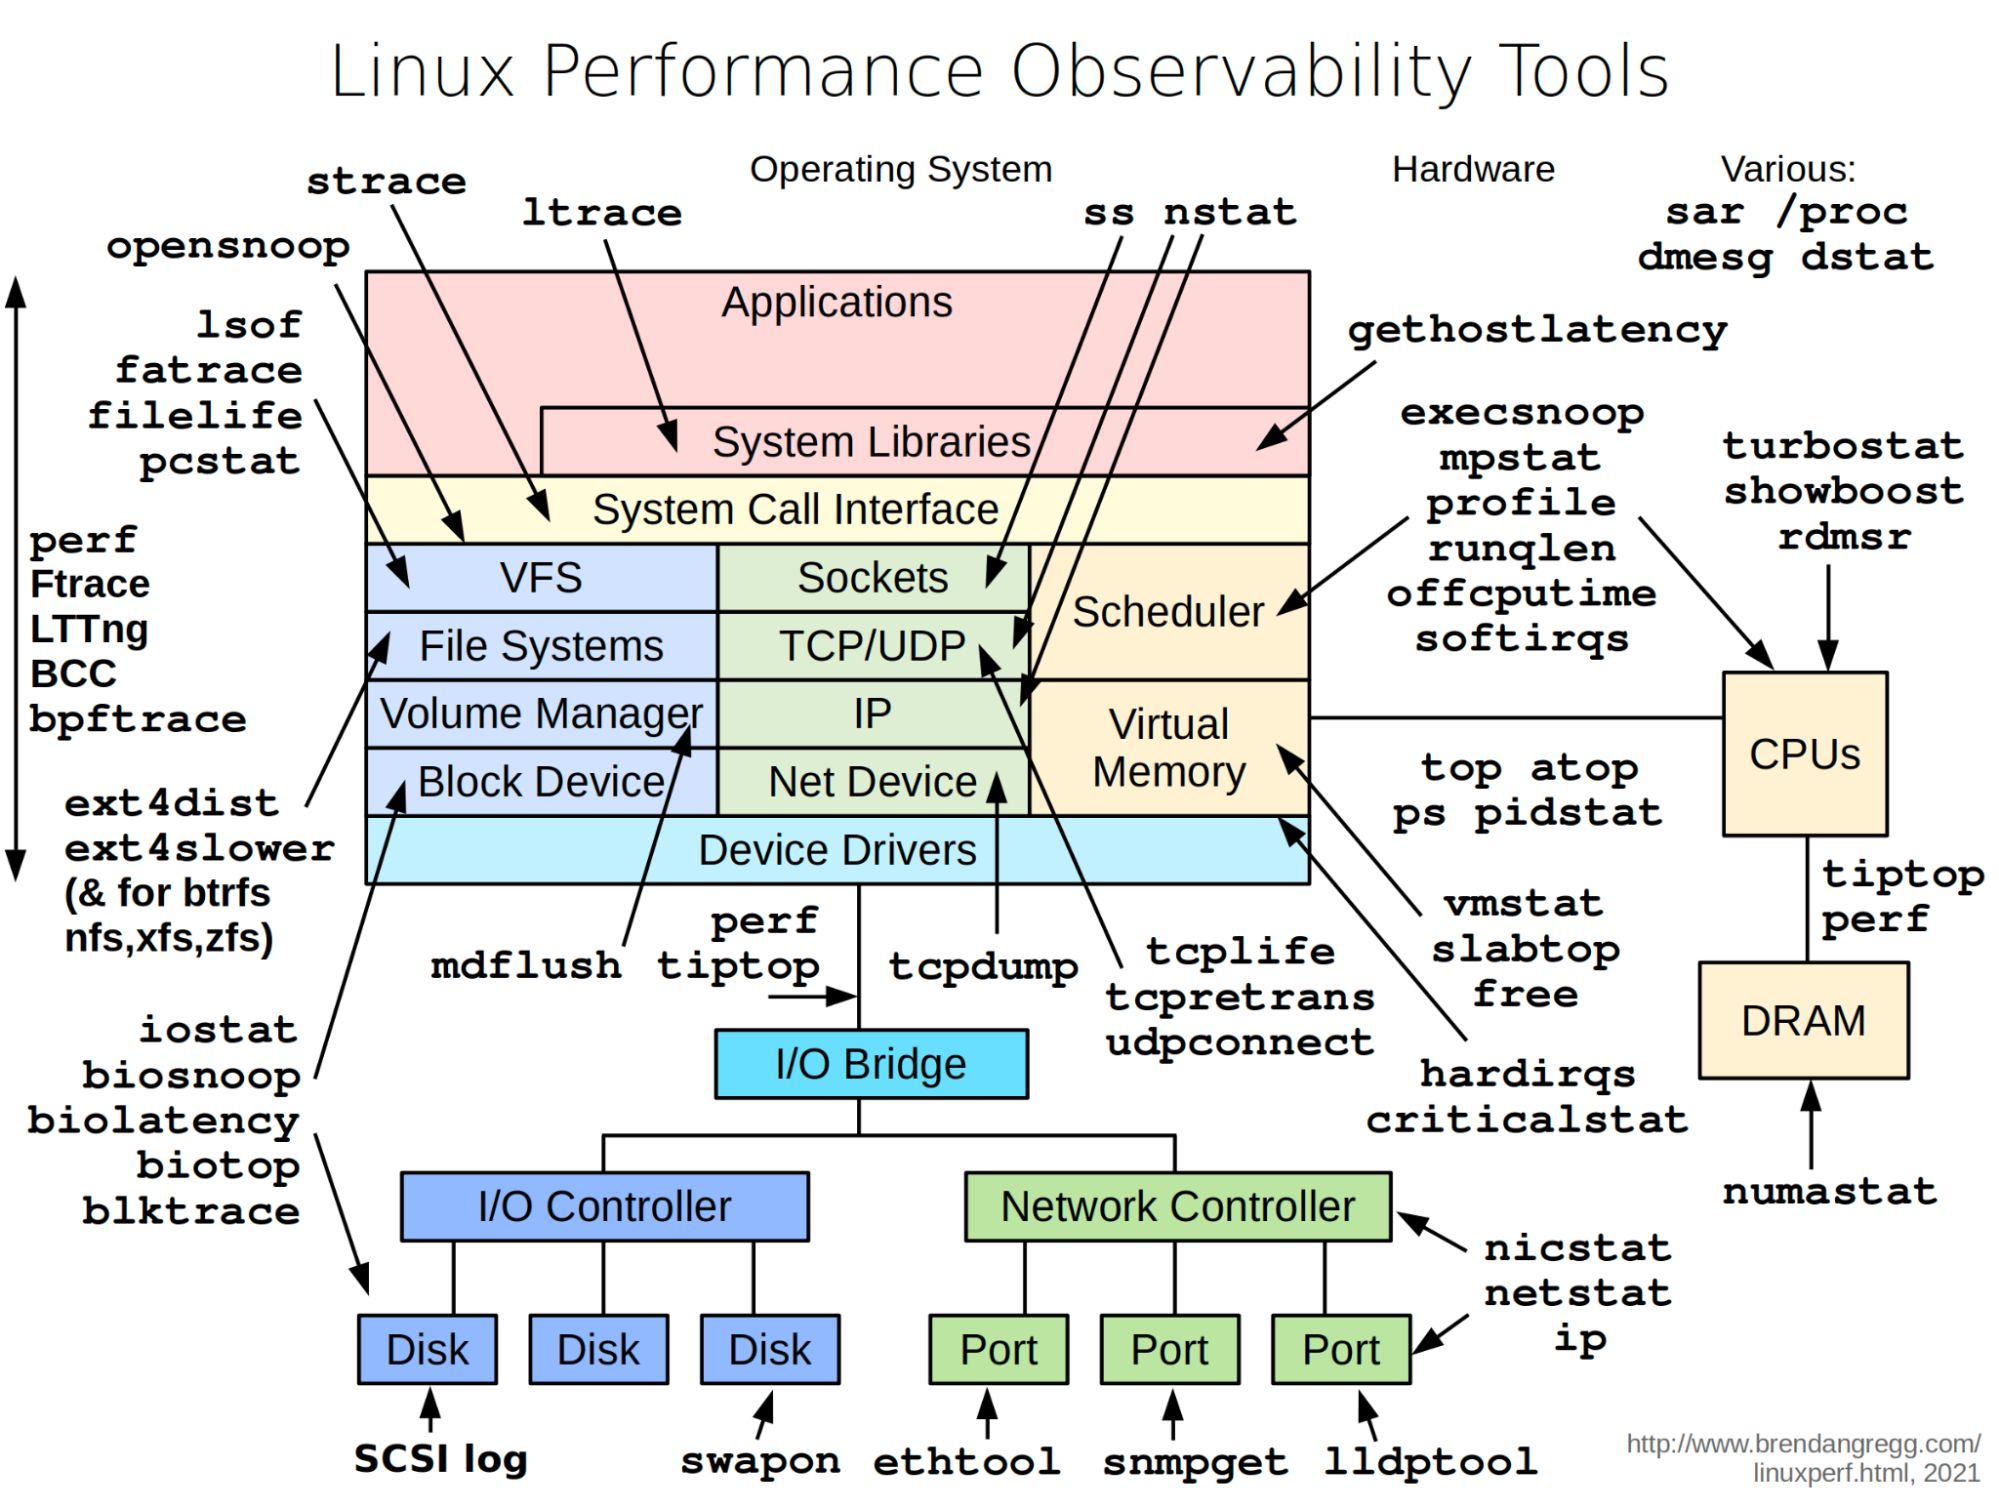 Linux Performance Observability Tools
Operating System
Hardware
Various:
sar /proc
dmesg dstat
strace
ltrace
ss nstat
opensnoop
lsof
fatrace
filelife
pcstat
perf
Ftrace
LTTng
BCC
bpftrace
ext4dist
ext4slower
(& for btrfs
nfs,xfs,zfs)
iostat
biosnoop
biolatency
biotop
blktrace
Applications
System Libraries
System Call Interface
VFS
Sockets
Scheduler
File Systems
TCP/UDP
Volume Manager
IP
Virtual
Memory
Block Device
Net Device
Device Drivers
gethostlatency
execsnoop
mpstat
profile
runqlen
offcputime
softirqs
turbostat
showboost
rdmsr
CPUs
top atop
ps pidstat
tiptop
perf
vmstat
slabtop
free
DRAM
hardirqs
criticalstat
numastat
mdflush
perf
tiptop
tcpdump
tcplife
tcpretrans
udpconnect
I/O Bridge
I/O Controller
Network Controller
nicstat
netstat
ip
Disk
Disk
Disk
Port
Port
Port
SCSI log
swapon
ethtool
snmpget
lldptool
http://www.brendangregg.com/
linuxperf.html, 2021